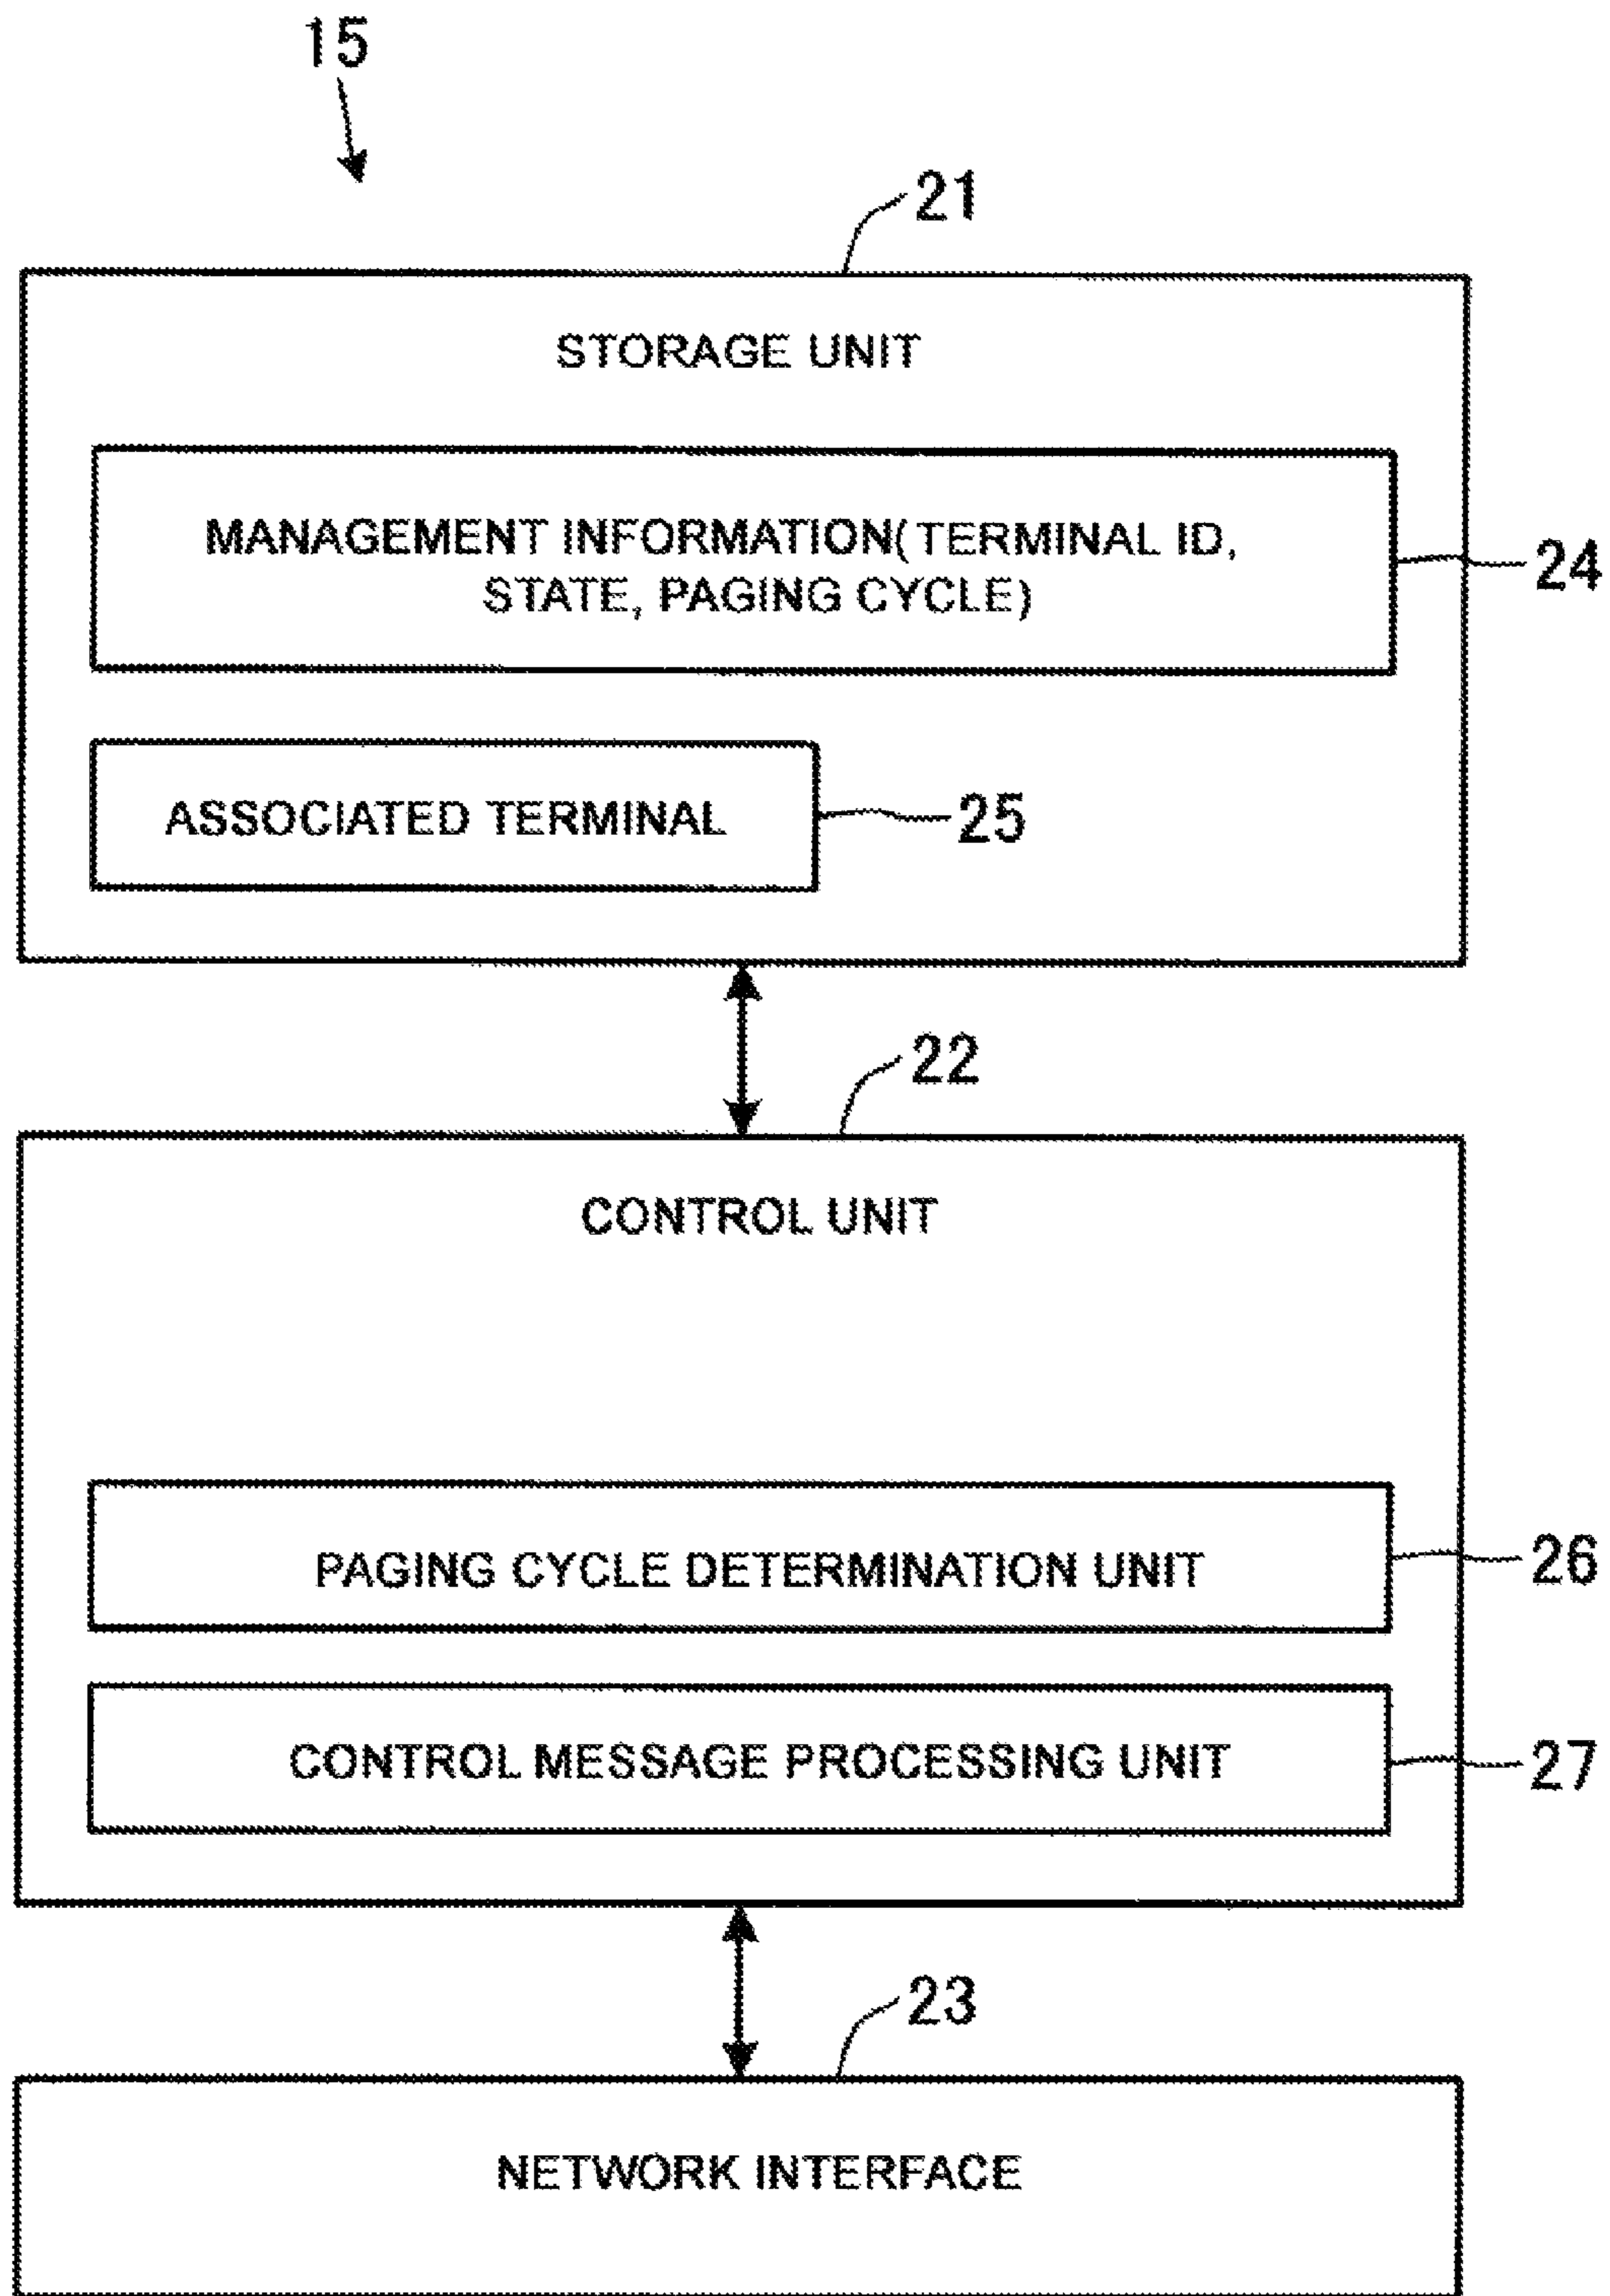 15
21
STORAGE UNIT
MANAGEMENT INFORMATION( TERMINAL ID,
STATE, PAGING CYCLE)
24
ASSOCIATED TERMINAL
25
22
CONTROL UNIT
PAGING CYCLE DETERMINATION UNIT
26
CONTROL MESSAGE PROCESSING UNIT
27
23
NETWORK INTERFACE